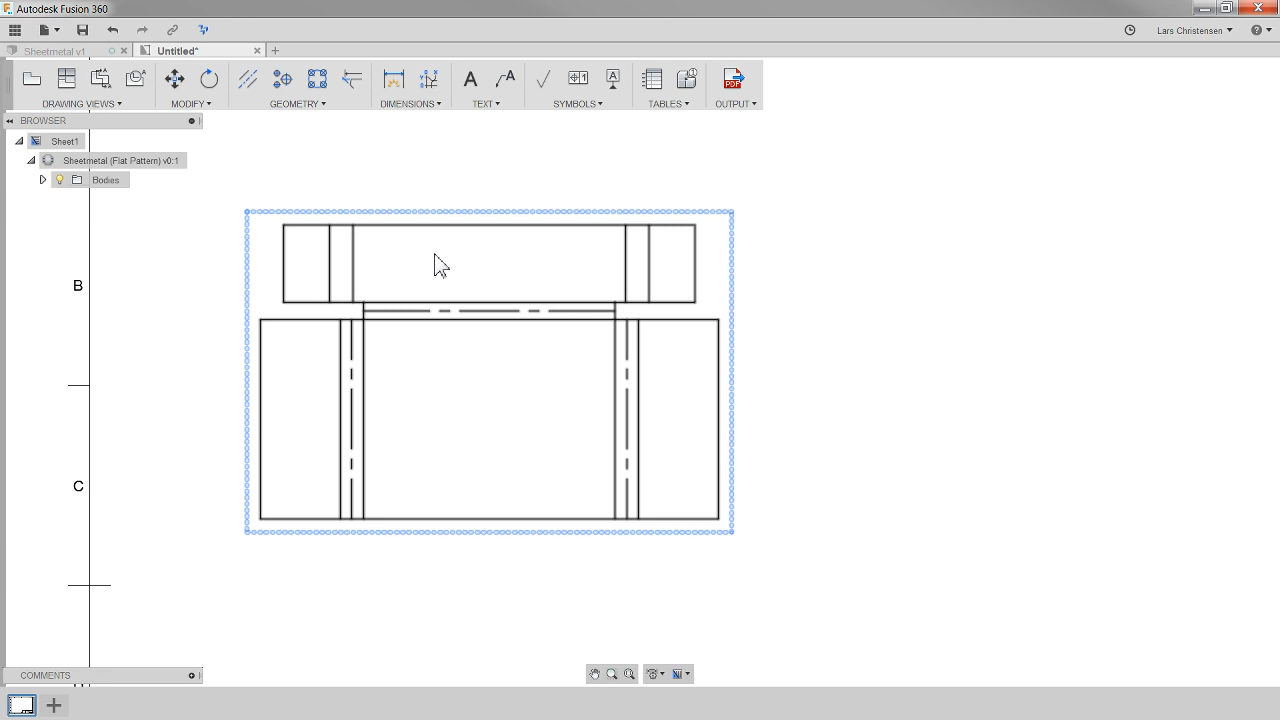 Autodesk Fusion 360
Lars Christensen
Sheetmetal v1
Untitled*
DRAWING VIEWS
MODIFY
GEOMETRY
DIMENSIONS
TEXT
SYMBOLS
TABLES
OUTPUT
BROWSER
Sheet1
Sheetmetal (Flat Pattern) v0:1
Bodies
B
C
COMMENTS